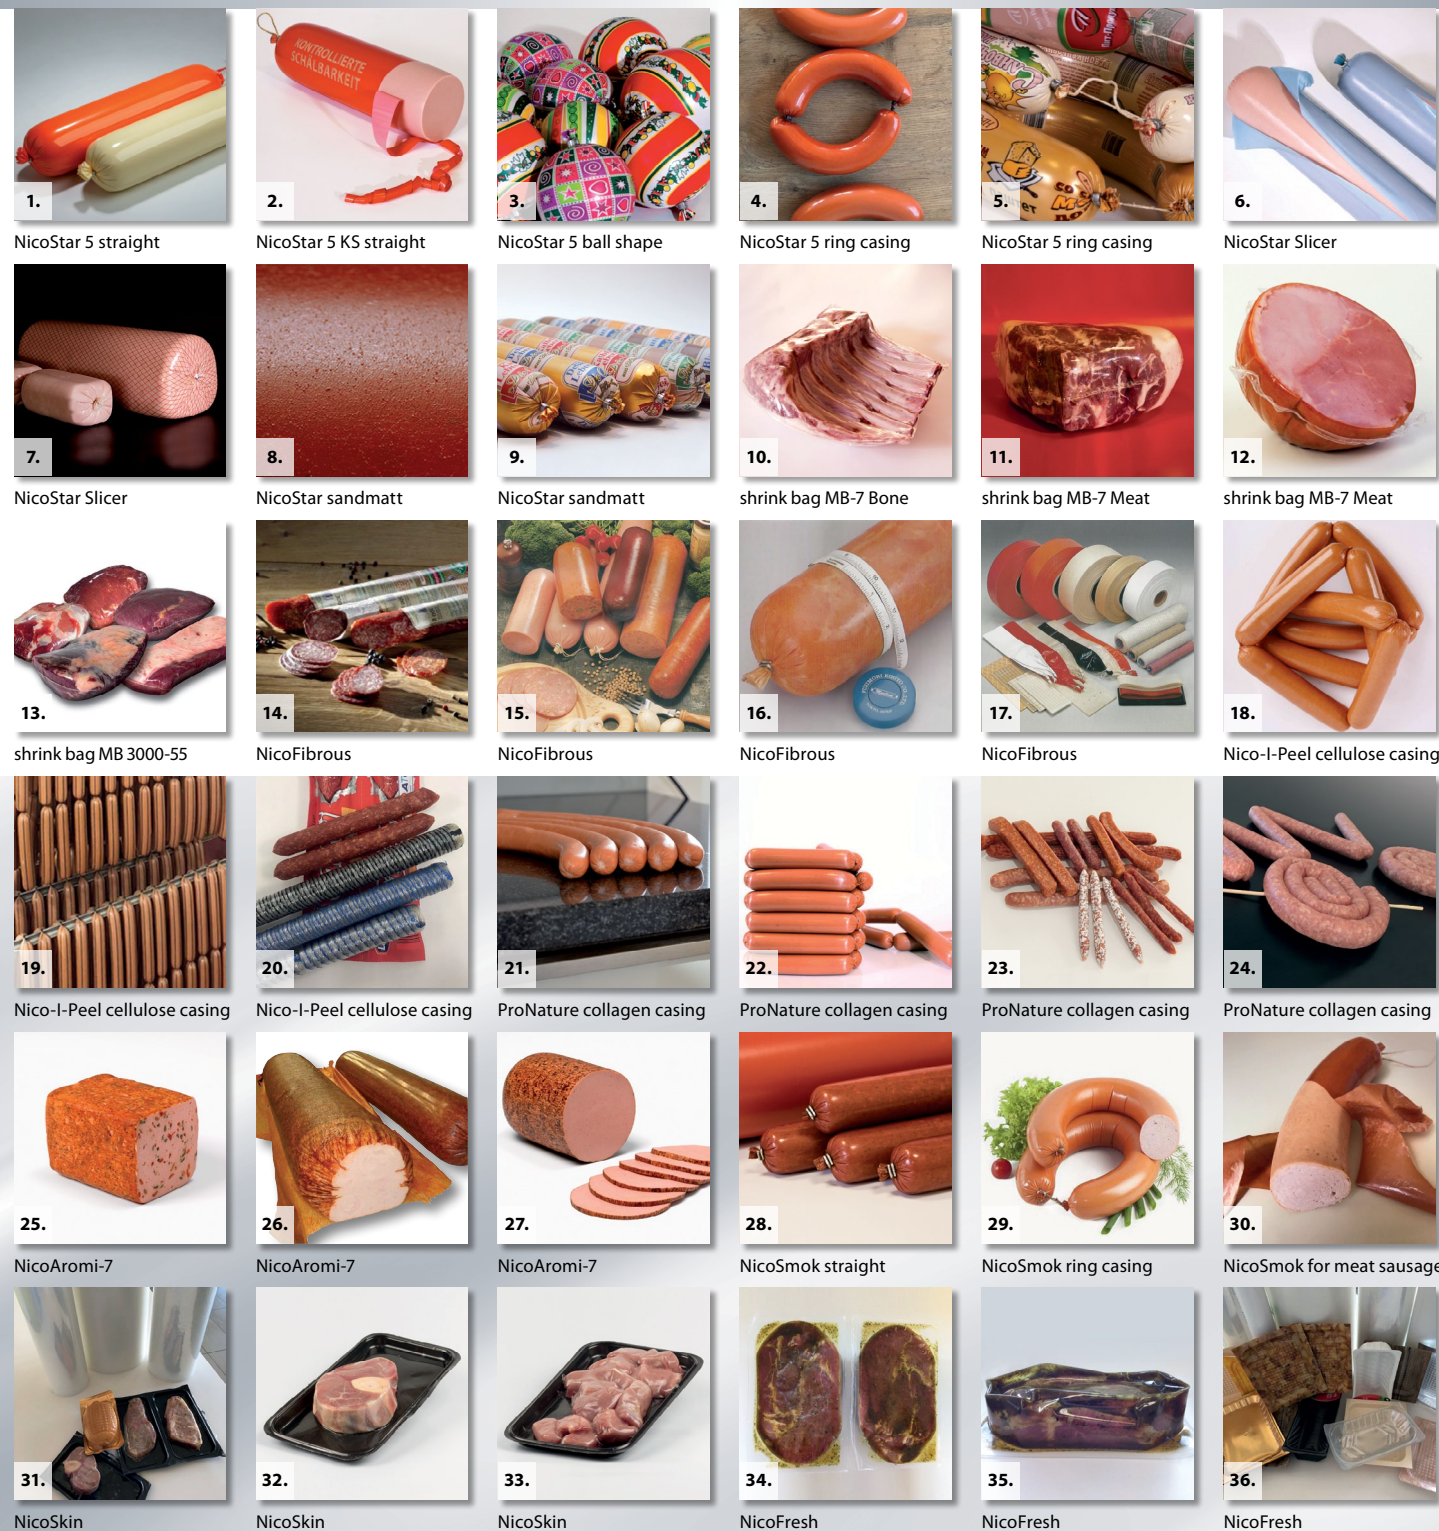 KONTROLLIERTE
SCHÄLBARKEIT
1.
2.
3.
4.
5.
6.
NicoStar 5 straight
NicoStar 5 KS straight
NicoStar 5 ball shape
NicoStar 5 ring casing
NicoStar 5 ring casing
NicoStar Slicer
7.
8.
9.
10.
11.
12.
NicoStar Slicer
NicoStar sandmatt
NicoStar sandmatt
shrink bag MB-7 Bone
shrink bag MB-7 Meat
shrink bag MB-7 Meat
13.
14.
15.
16.
17.
18.
shrink bag MB 3000-55
NicoFibrous
NicoFibrous
NicoFibrous
NicoFibrous
Nico-I-Peel cellulose casing
19.
20.
21.
22.
23.
24.
Nico-I-Peel cellulose casing
Nico-I-Peel cellulose casing
ProNature collagen casing
ProNature collagen casing
ProNature collagen casing
ProNature collagen casing
25.
26.
27.
28.
29.
30.
NicoAromi-7
NicoAromi-7
NicoAromi-7
NicoSmok straight
NicoSmok ring casing
NicoSmok for meat sausage
31.
32.
33.
34.
35.
36.
NicoSkin
NicoSkin
NicoSkin
NicoFresh
NicoFresh
NicoFresh